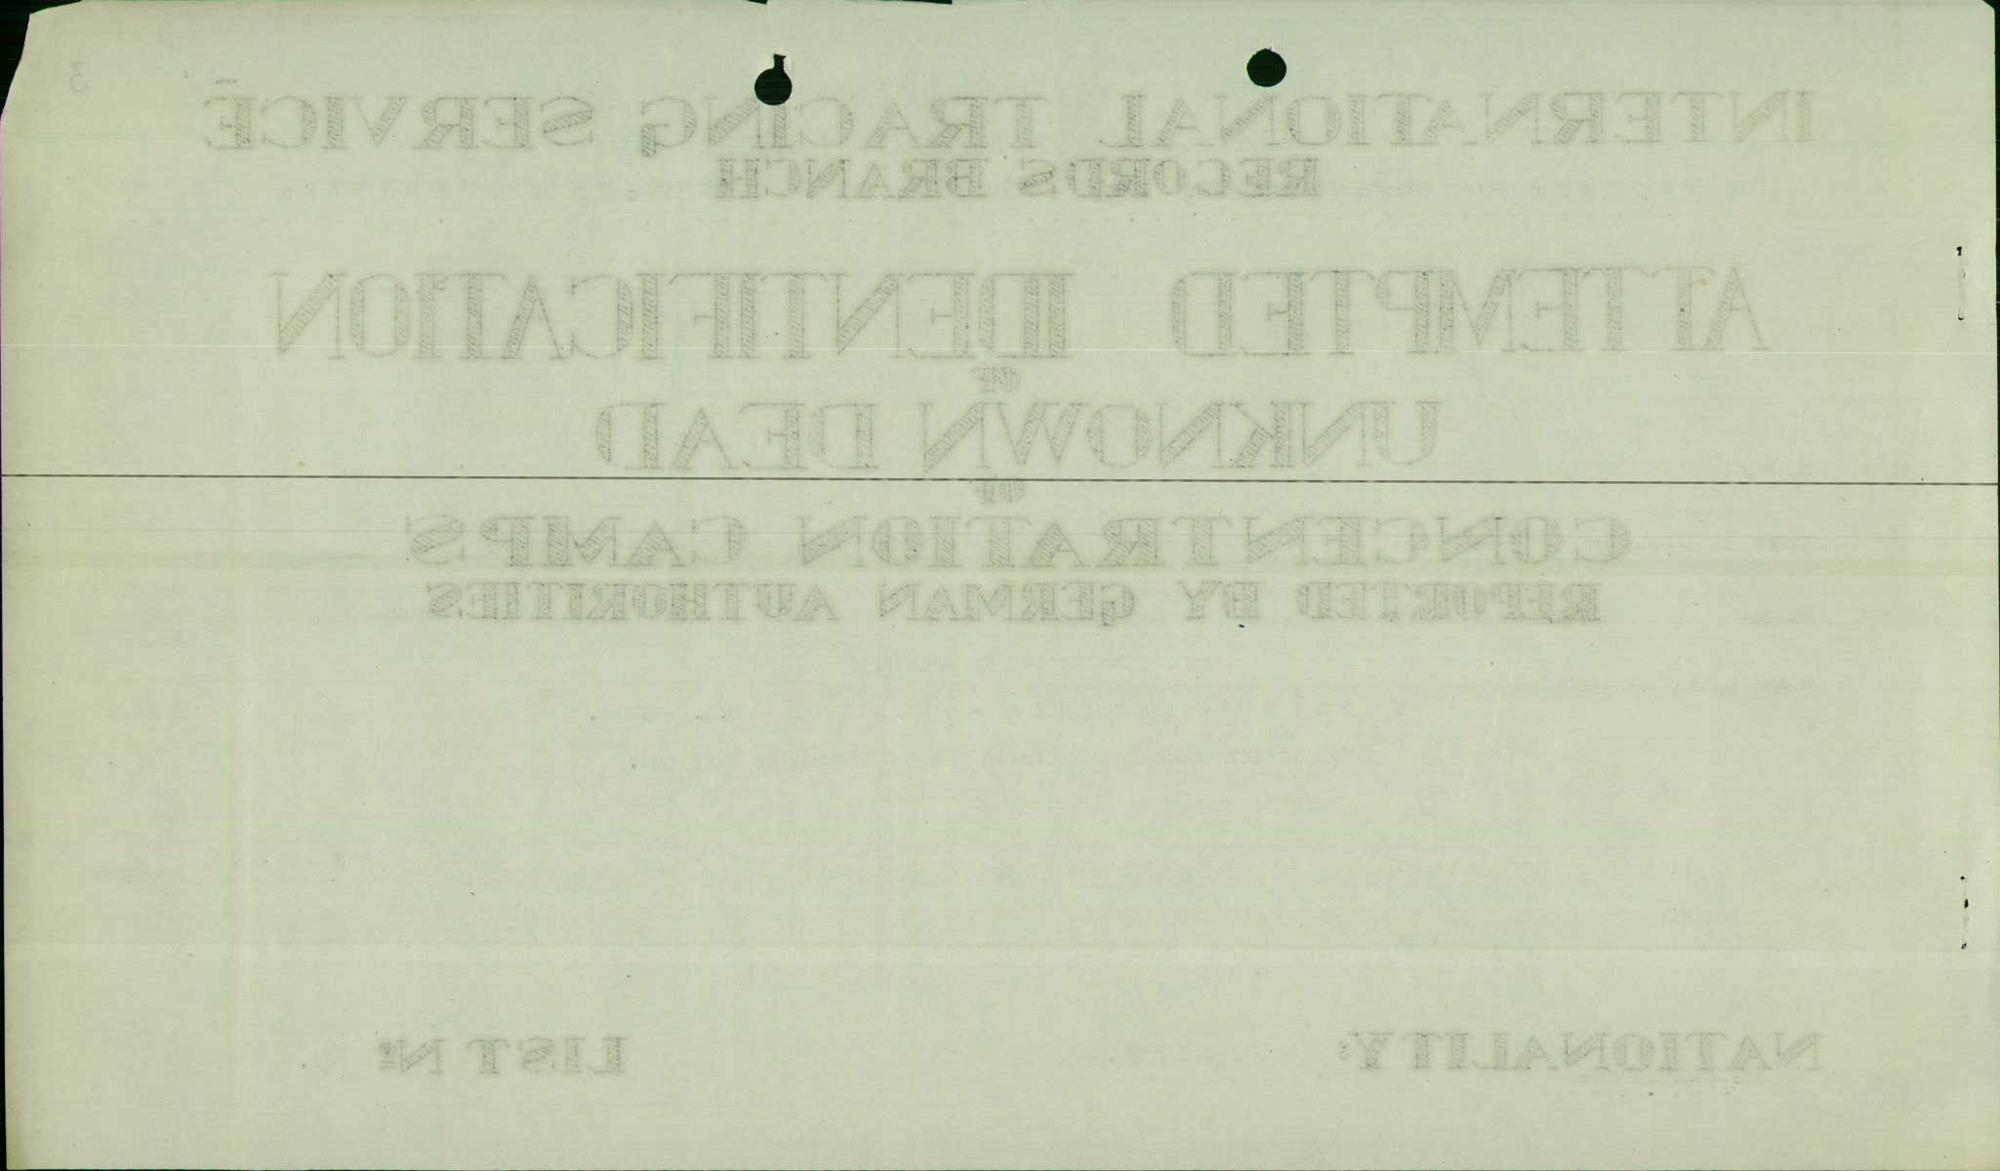 INTERNATIONAL TRACING SERVICE
RECORDS BRANCH
ATTEMPTED IDENTIFICATION
OF
UNKNOWN DEAD
OF
CONCENTRATION CAMPS
REPORTED BY GERMAN AUTHORITIES
NATIONALITY: LIST Nº